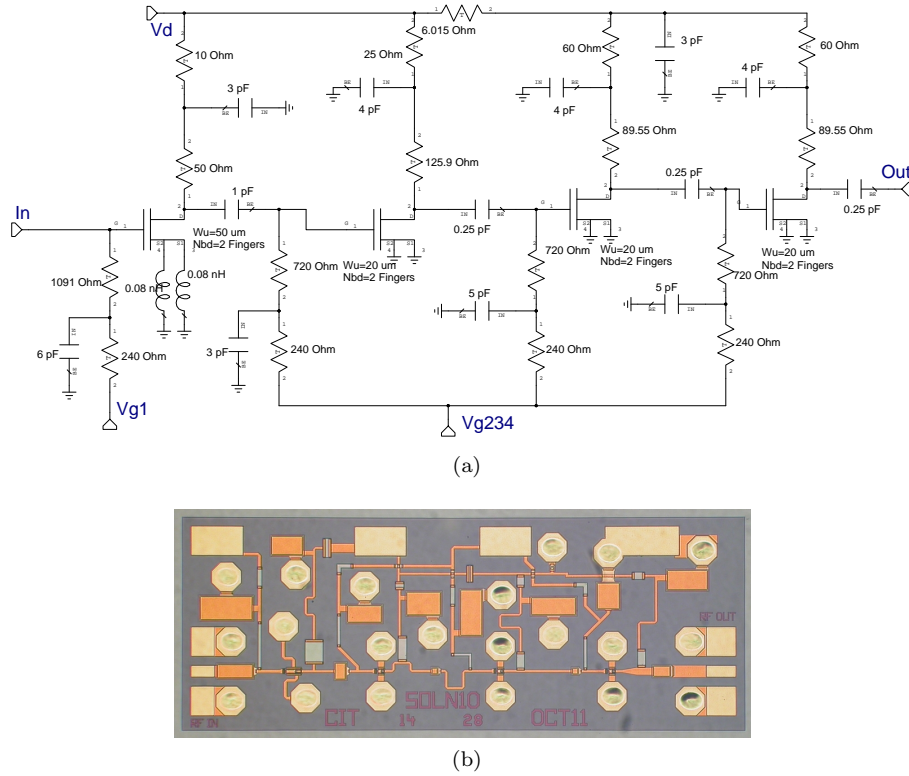 Vd
6.015 Ohm
10 Ohm
25 Ohm
60 Ohm
3 pF
60 Ohm
3 pF
4 pF
4 pF
4 pF
50 Ohm
125.9 Ohm
89.55 Ohm
89.55 Ohm
In
1 pF
0.25 pF
0.25 pF
0.25 pF
Out
Wu=50 um
Nbd=2 Fingers
Wu=20 um
Nbd=2 Fingers
Wu=20 um
Nbd=2 Fingers
Wu=20 um
Nbd=2 Fingers
1091 Ohm
0.08 nH
0.08 nH
720 Ohm
720 Ohm
720 Ohm
6 pF
240 Ohm
3 pF
240 Ohm
5 pF
240 Ohm
5 pF
240 Ohm
Vg1
Vg234
(a)
RF OUT
RF IN
CIT
SOLN10
14
28
OCT11
(b)